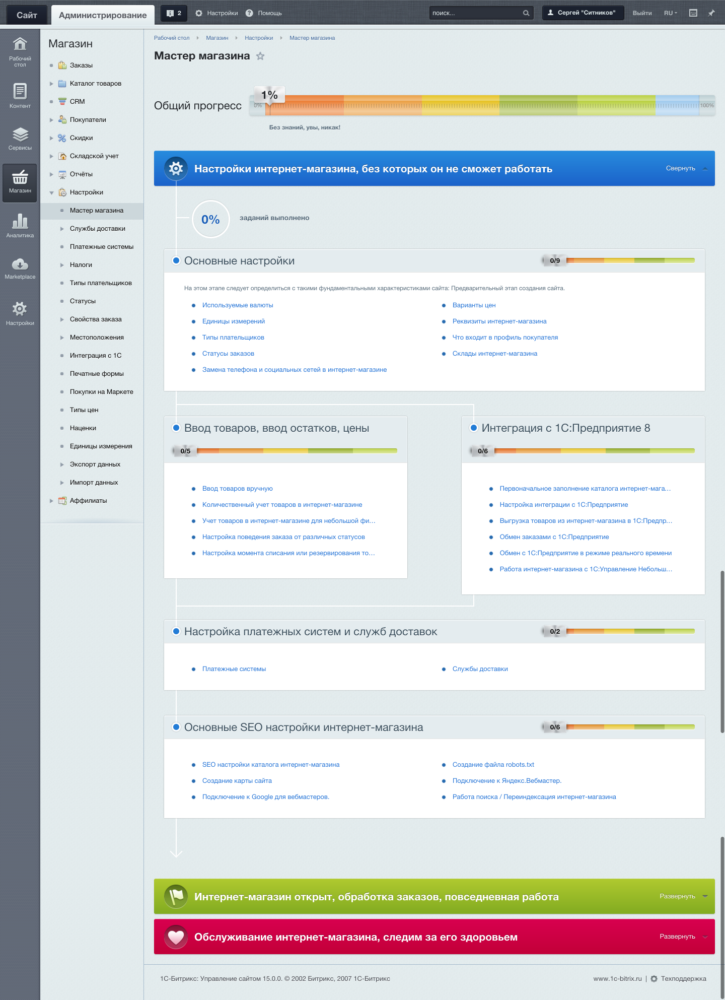 Сайт
Администрирование
2
Настройки
Помощь
поиск...
Сергей "Ситников"
Выйти
RU
Рабочий
стол
Контент
Сервисы
Магазин
Аналитика
Marketplace
Настройки
Магазин
Заказы
Каталог товаров
CRM
Покупатели
Скидки
Складской учет
Отчёты
Настройки
Мастер магазина
Службы доставки
Платежные системы
Налоги
Типы плательщиков
Статусы
Свойства заказа
Местоположения
Интеграция с 1С
Печатные формы
Покупки на Маркете
Типы цен
Наценки
Единицы измерения
Экспорт данных
Импорт данных
Аффилиаты
Рабочий стол
Магазин
Настройки
Мастер магазина
Мастер магазина
Общий прогресс
1%
0%
100%
Без знаний, увы, никак!
Настройки интернет-магазина, без которых он не сможет работать
Свернуть
0%
заданий выполнено
Основные настройки
0/9
На этом этапе следует определиться с такими фундаментальными характеристиками сайта: Предварительный этап создания сайта.
Используемые валюты
Варианты цен
Единицы измерений
Реквизиты интернет-магазина
Типы плательщиков
Что входит в профиль покупателя
Статусы заказов
Склады интернет-магазина
Замена телефона и социальных сетей в интернет-магазине
Ввод товаров, ввод остатков, цены
0/5
Ввод товаров вручную
Количественный учет товаров в интернет-магазине
Учет товаров в интернет-магазине для небольшой фи...
Настройка поведения заказа от различных статусов
Настройка момента списания или резервирования то...
Интеграция с 1С:Предприятие 8
0/6
Первоначальное заполнение каталога интернет-мага...
Настройка интеграции с 1С:Предприятие
Выгрузка товаров из интернет-магазина в 1С:Предпр...
Обмен заказами с 1С:Предприятие
Обмен с 1С:Предприятие в режиме реального времени
Работа интернет-магазина с 1С:Управление Небольш...
Настройка платежных систем и служб доставок
0/2
Платежные системы
Службы доставки
Основные SEO настройки интернет-магазина
0/6
SEO настройки каталога интернет-магазина
Создание файла robots.txt
Создание карты сайта
Подключение к Яндекс.Вебмастер.
Подключение к Google для вебмастеров.
Работа поиска / Переиндексация интернет-магазина
Интернет-магазин открыт, обработка заказов, повседневная работа
Развернуть
Обслуживание интернет-магазина, следим за его здоровьем
Развернуть
1С-Битрикс: Управление сайтом 15.0.0. © 2002 Битрикс, 2007 1С-Битрикс
www.1c-bitrix.ru | Техподдержка